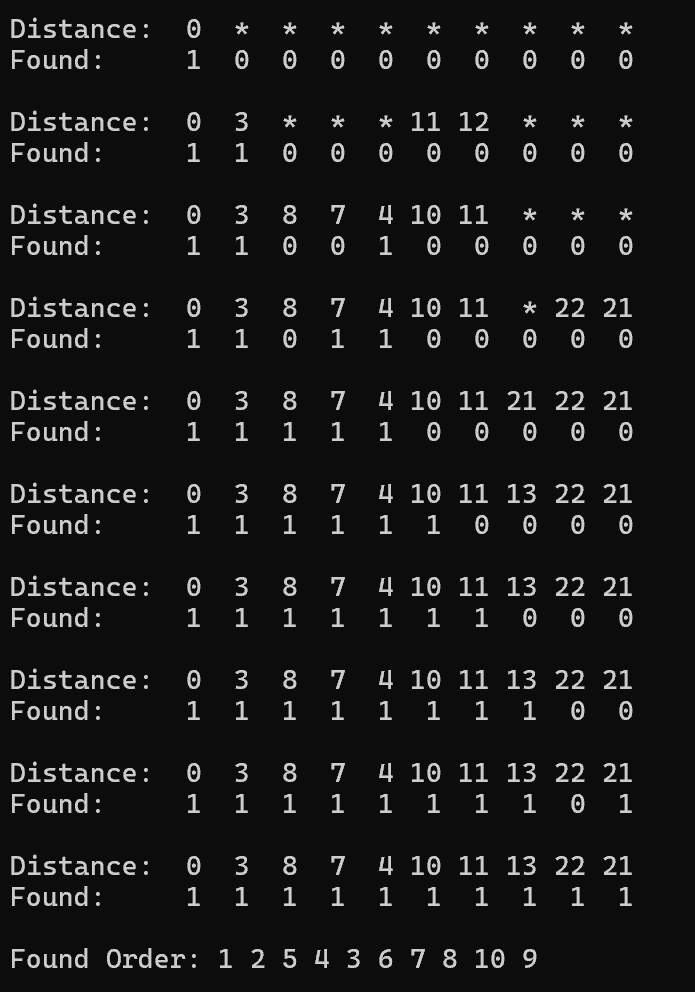 Distance:  0  *  *  *  *  *  *  *  *  *
Found:     1  0  0  0  0  0  0  0  0  0
Distance:  0  3  *  *  * 11 12  *  *  *
Found:     1  1  0  0  0  0  0  0  0  0
Distance:  0  3  8  7  4 10 11  *  *  *
Found:     1  1  0  0  1  0  0  0  0  0
Distance:  0  3  8  7  4 10 11  * 22 21
Found:     1  1  0  1  1  0  0  0  0  0
Distance:  0  3  8  7  4 10 11 21 22 21
Found:     1  1  1  1  1  0  0  0  0  0
Distance:  0  3  8  7  4 10 11 13 22 21
Found:     1  1  1  1  1  1  0  0  0  0
Distance:  0  3  8  7  4 10 11 13 22 21
Found:     1  1  1  1  1  1  1  0  0  0
Distance:  0  3  8  7  4 10 11 13 22 21
Found:     1  1  1  1  1  1  1  1  0  0
Distance:  0  3  8  7  4 10 11 13 22 21
Found:     1  1  1  1  1  1  1  1  0  1
Distance:  0  3  8  7  4 10 11 13 22 21
Found:     1  1  1  1  1  1  1  1  1  1
Found Order: 1 2 5 4 3 6 7 8 10 9